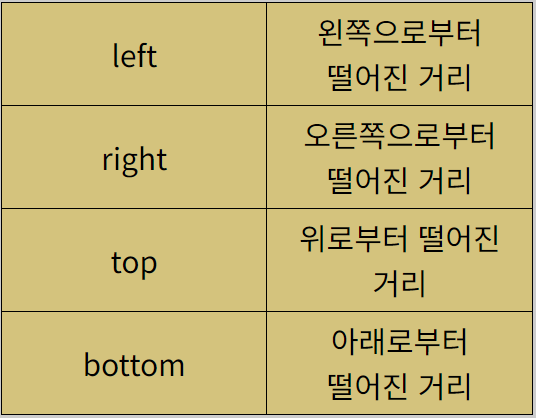 left
왼쪽으로부터
떨어진 거리
right
오른쪽으로부터
떨어진 거리
top
위로부터 떨어진
거리
bottom
아래로부터
떨어진 거리